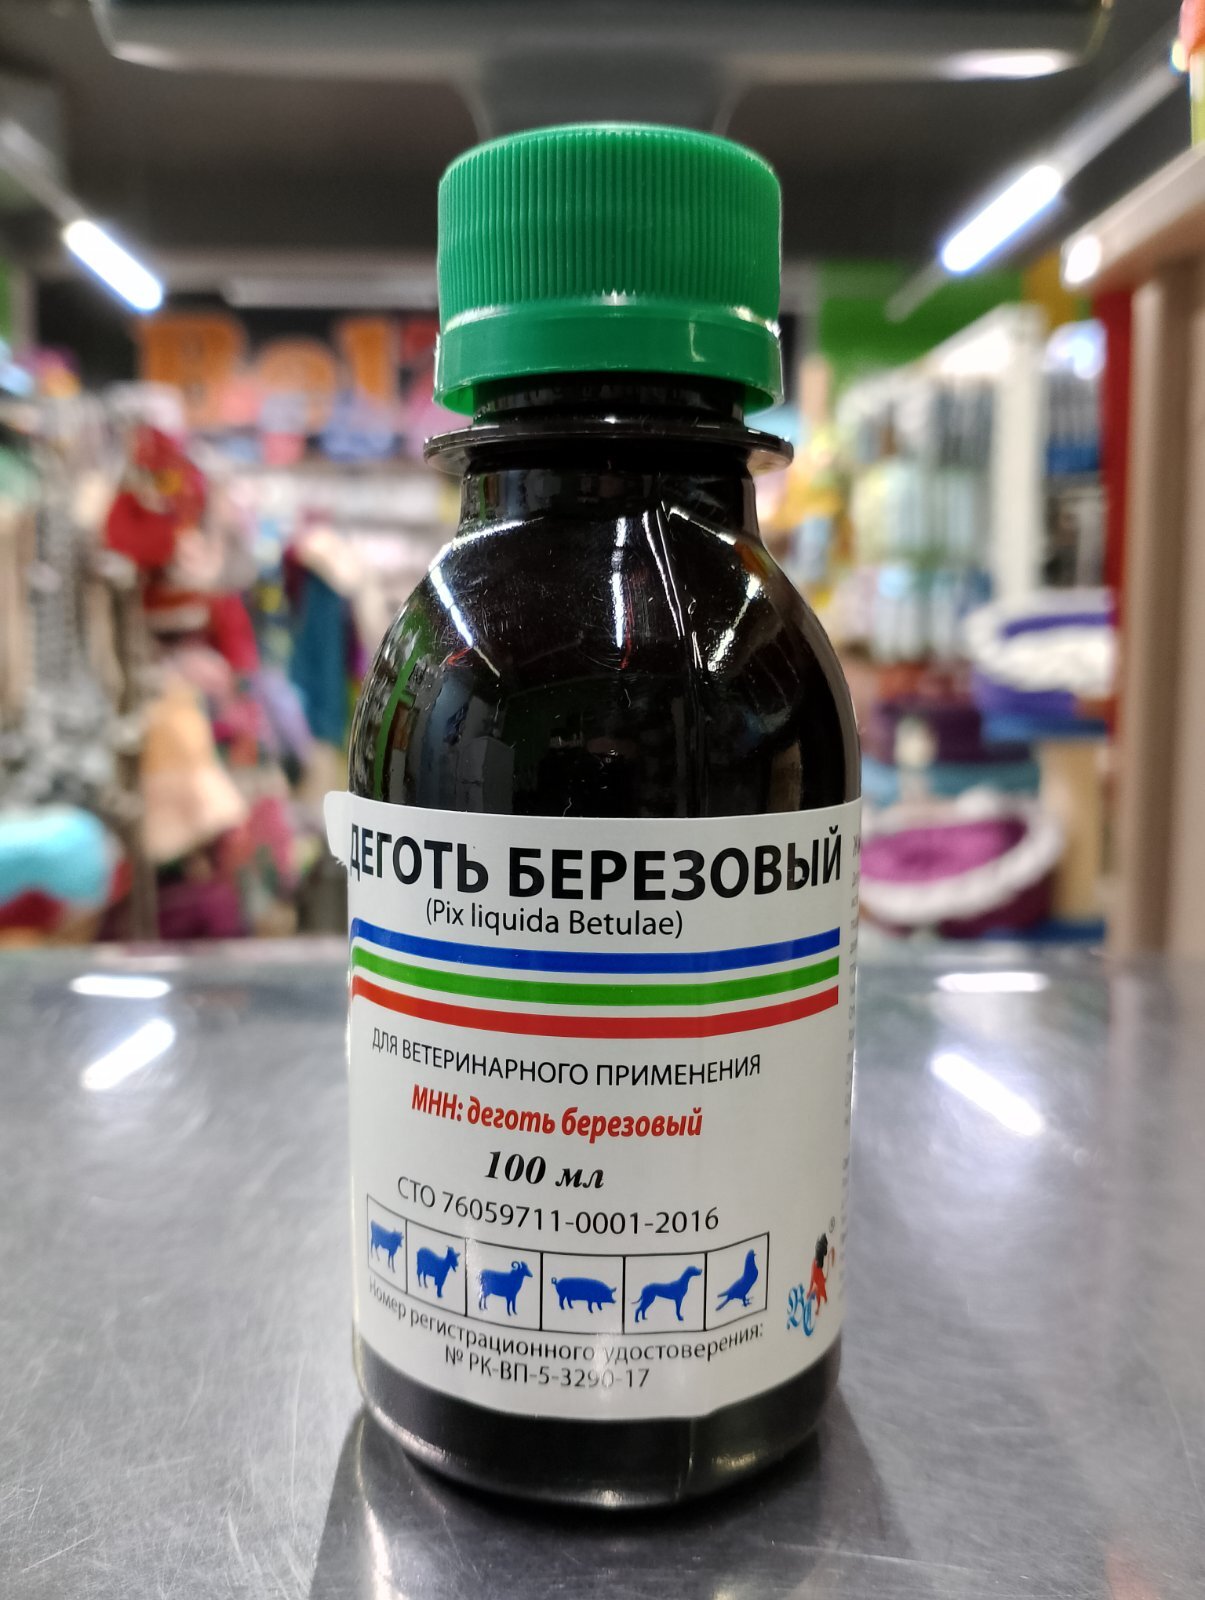 ДЕГОТЬ БЕРЕЗОВЫЙ
(Pix liquida Betulae)
ДЛЯ ВЕТЕРИНАРНОГО ПРИМЕНЕНИЯ
МНН: деготь березовый
100 мл
СТО 76059711-0001-2016
Номер регистрационного удостоверения:
№ РК-ВП-5-3290-17
®